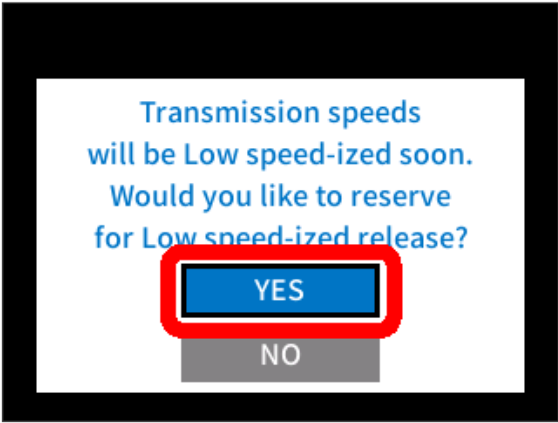 Transmission speeds
will be Low speed-ized soon.
Would you like to reserve
for Low speed-ized release?
YES
NO